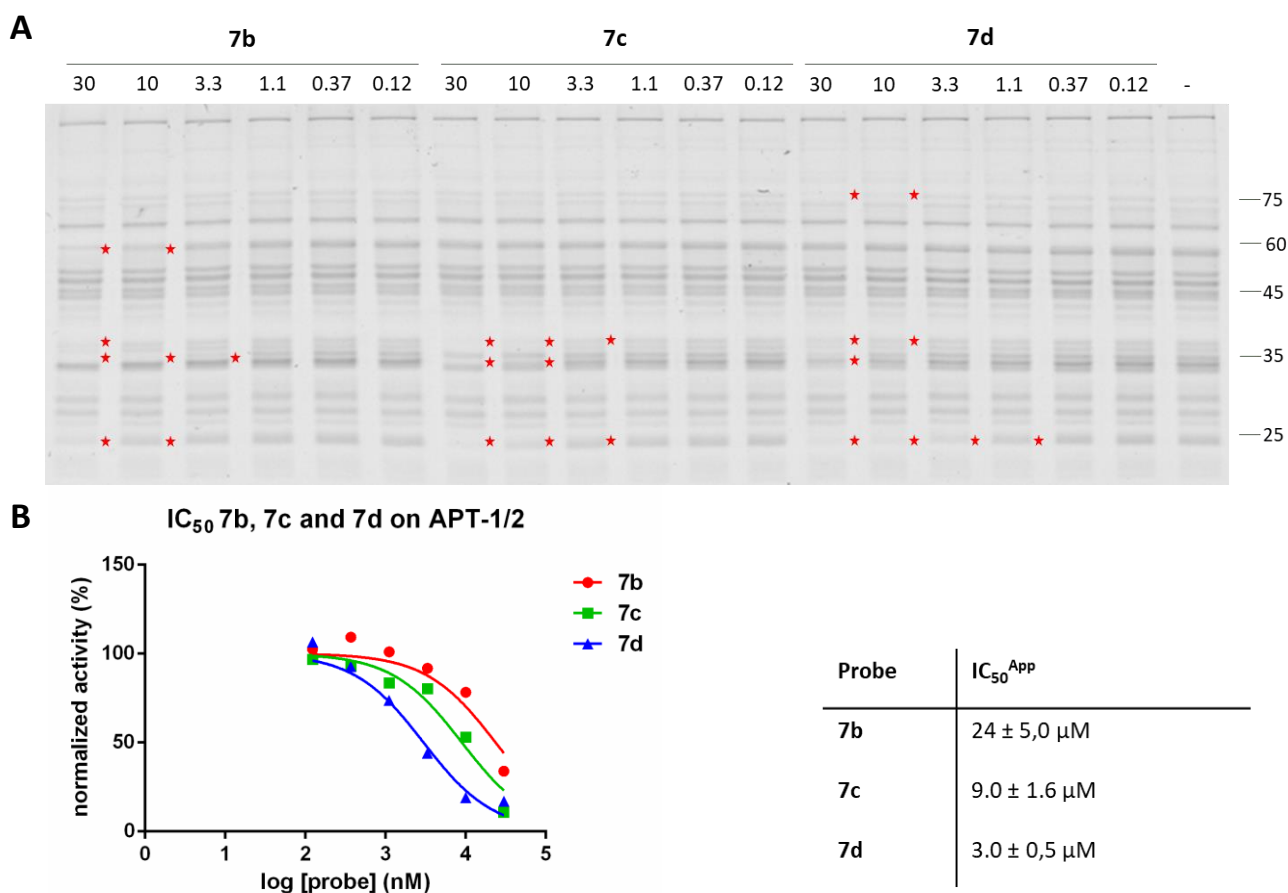 A
7b 7c 7d
30 10 3.3 1.1 0.37 0.12 30 10 3.3 1.1 0.37 0.12 30 10 3.3 1.1 0.37 0.12 -
75
60
45
35
25
B
IC50 7b, 7c and 7d on APT-1/2
normalized activity (%)
150
100
50
0
0 1 2 3 4 5
log [probe] (nM)
7b
7c
7d
Probe IC50App
7b 24 ± 5,0 µM
7c 9.0 ± 1.6 µM
7d 3.0 ± 0,5 µM